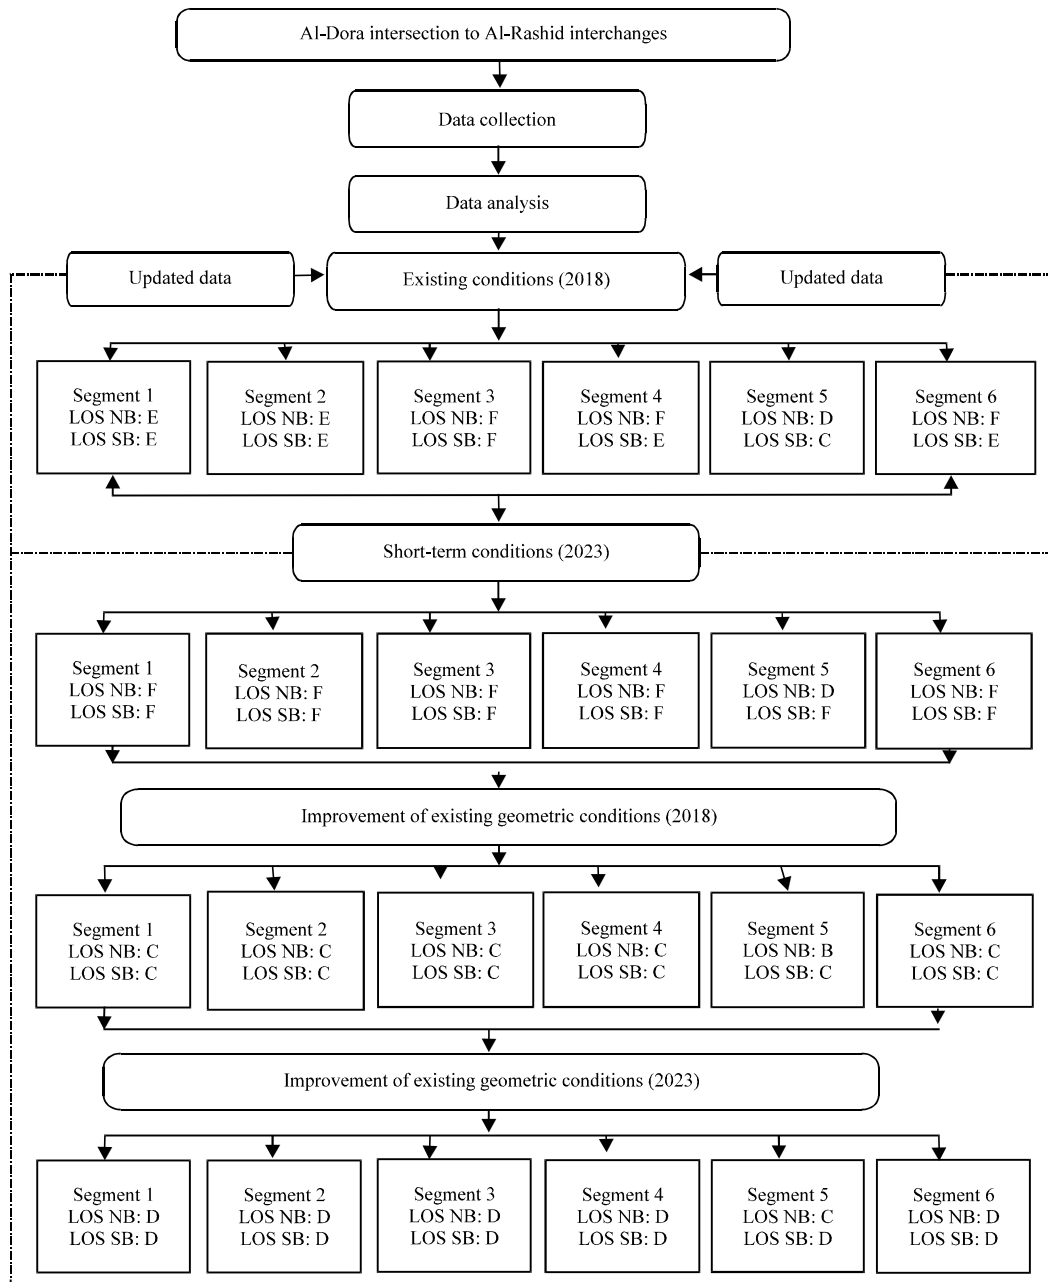 Al-Dora intersection to Al-Rashid interchanges
Data collection
Data analysis
Updated data
Existing conditions (2018)
Updated data
Segment 1
LOS NB: E
LOS SB: E
Segment 2
LOS NB: E
LOS SB: E
Segment 3
LOS NB: F
LOS SB: F
Segment 4
LOS NB: F
LOS SB: E
Segment 5
LOS NB: D
LOS SB: C
Segment 6
LOS NB: F
LOS SB: E
Short-term conditions (2023)
Segment 1
LOS NB: F
LOS SB: F
Segment 2
LOS NB: F
LOS SB: F
Segment 3
LOS NB: F
LOS SB: F
Segment 4
LOS NB: F
LOS SB: F
Segment 5
LOS NB: D
LOS SB: F
Segment 6
LOS NB: F
LOS SB: F
Improvement of existing geometric conditions (2018)
Segment 1
LOS NB: C
LOS SB: C
Segment 2
LOS NB: C
LOS SB: C
Segment 3
LOS NB: C
LOS SB: C
Segment 4
LOS NB: C
LOS SB: C
Segment 5
LOS NB: B
LOS SB: C
Segment 6
LOS NB: C
LOS SB: C
Improvement of existing geometric conditions (2023)
Segment 1
LOS NB: D
LOS SB: D
Segment 2
LOS NB: D
LOS SB: D
Segment 3
LOS NB: D
LOS SB: D
Segment 4
LOS NB: D
LOS SB: D
Segment 5
LOS NB: C
LOS SB: D
Segment 6
LOS NB: D
LOS SB: D